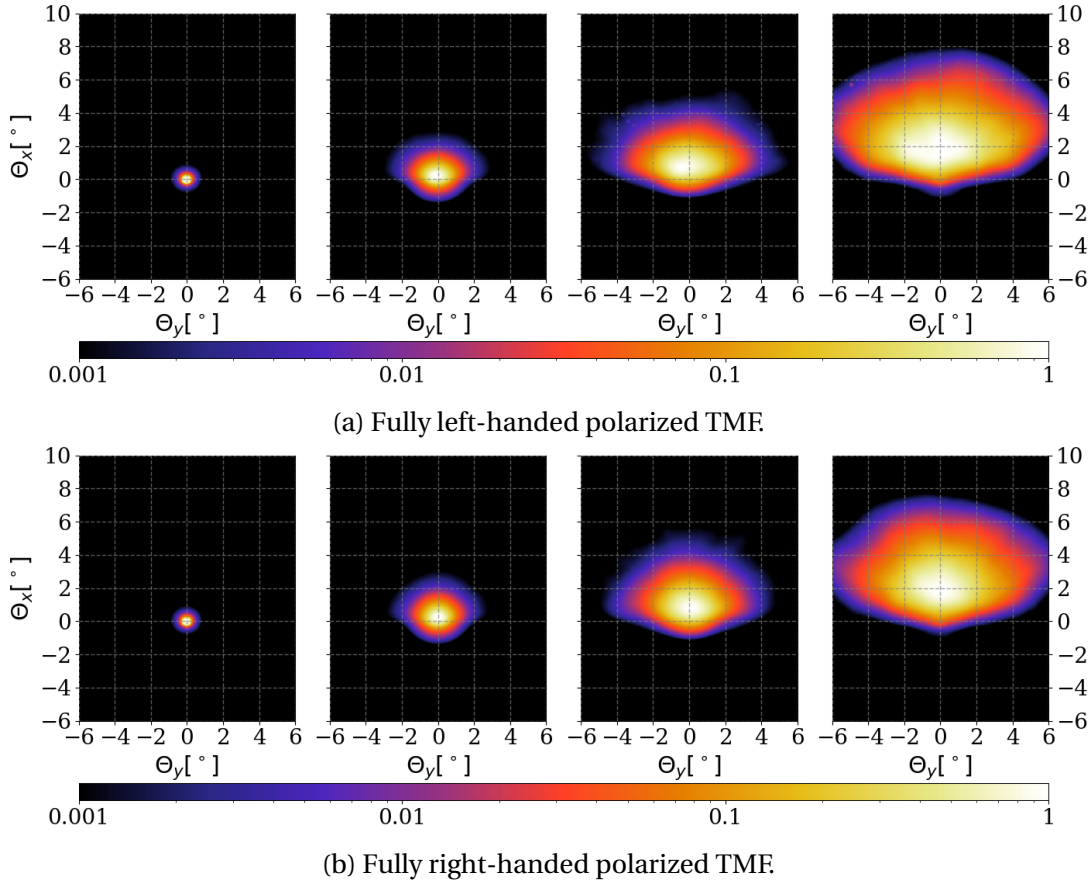 10 10
8 8
6 6
4 4
2 2
0 0
−2 −2
−4 −4
−6 −6
Θx[°]
−6 −4 −2 0 2 4 6 −6 −4 −2 0 2 4 6 −6 −4 −2 0 2 4 6 −6 −4 −2 0 2 4 6
Θy[°] Θy[°] Θy[°] Θy[°]
0.001 0.01 0.1 1
(a) Fully left-handed polarized TMF.
10 10
8 8
6 6
4 4
2 2
0 0
−2 −2
−4 −4
−6 −6
Θx[°]
−6 −4 −2 0 2 4 6 −6 −4 −2 0 2 4 6 −6 −4 −2 0 2 4 6 −6 −4 −2 0 2 4 6
Θy[°] Θy[°] Θy[°] Θy[°]
0.001 0.01 0.1 1
(b) Fully right-handed polarized TMF.